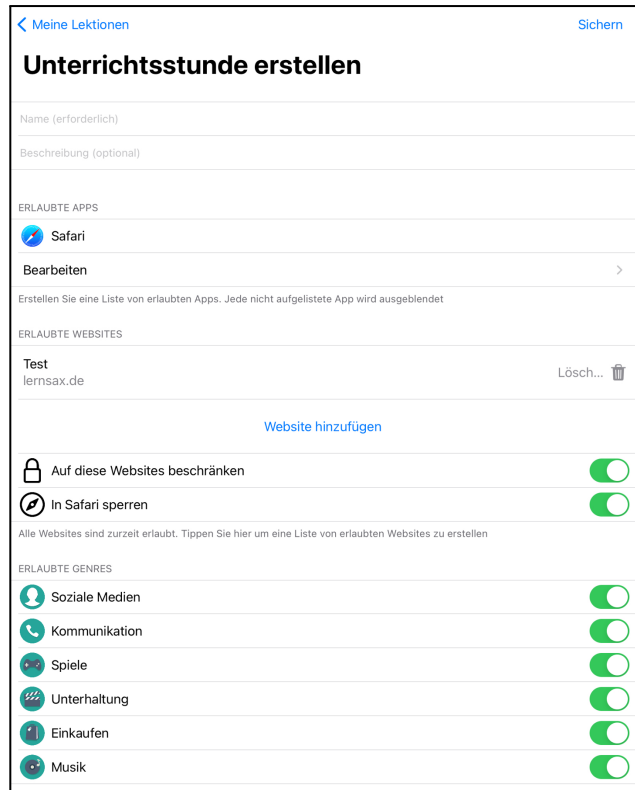 Meine Lektionen
Sichern
Unterrichtsstunde erstellen
Name (erforderlich)
Beschreibung (optional)
ERLAUBTE APPS
Safari
Bearbeiten
Erstellen Sie eine Liste von erlaubten Apps. Jede nicht aufgelistete App wird ausgeblendet
ERLAUBTE WEBSITES
Test
lernsax.de
Lösch...
Website hinzufügen
Auf diese Websites beschränken
In Safari sperren
Alle Websites sind zurzeit erlaubt. Tippen Sie hier um eine Liste von erlaubten Websites zu erstellen
ERLAUBTE GENRES
Soziale Medien
Kommunikation
Spiele
Unterhaltung
Einkaufen
Musik